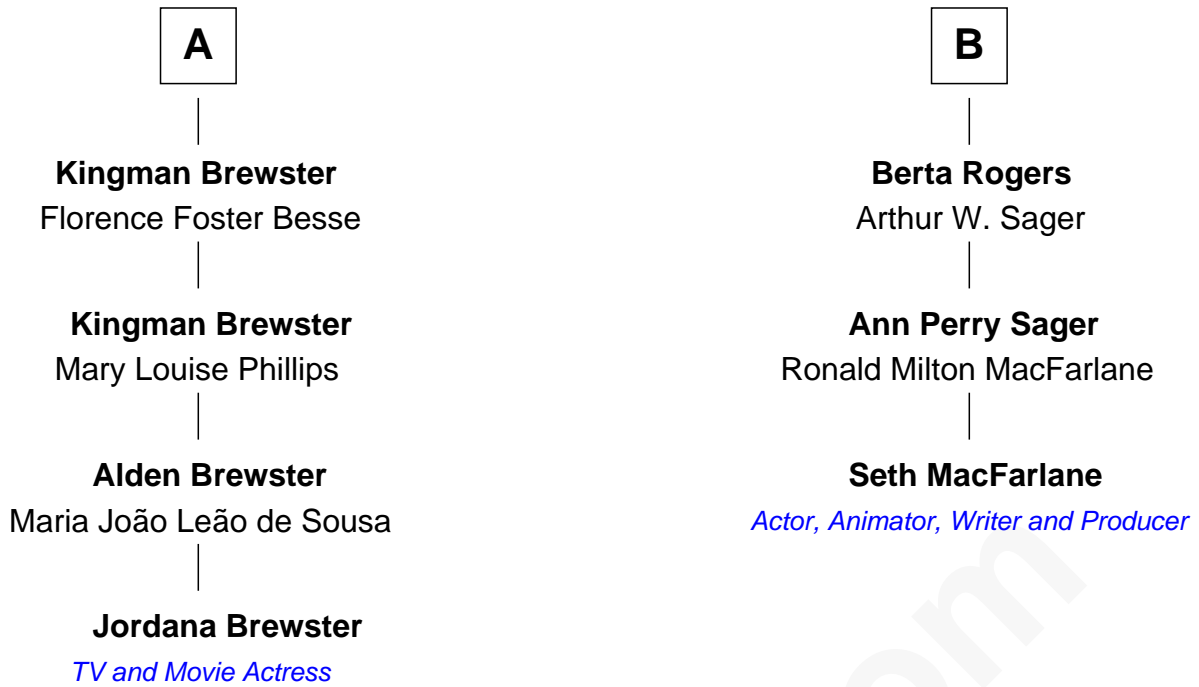 A
Kingman Brewster
Florence Foster Besse
Kingman Brewster
Mary Louise Phillips
Alden Brewster
Maria João Leão de Sousa
Jordana Brewster
TV and Movie Actress
B
Berta Rogers
Arthur W. Sager
Ann Perry Sager
Ronald Milton MacFarlane
Seth MacFarlane
Actor, Animator, Writer and Producer
om